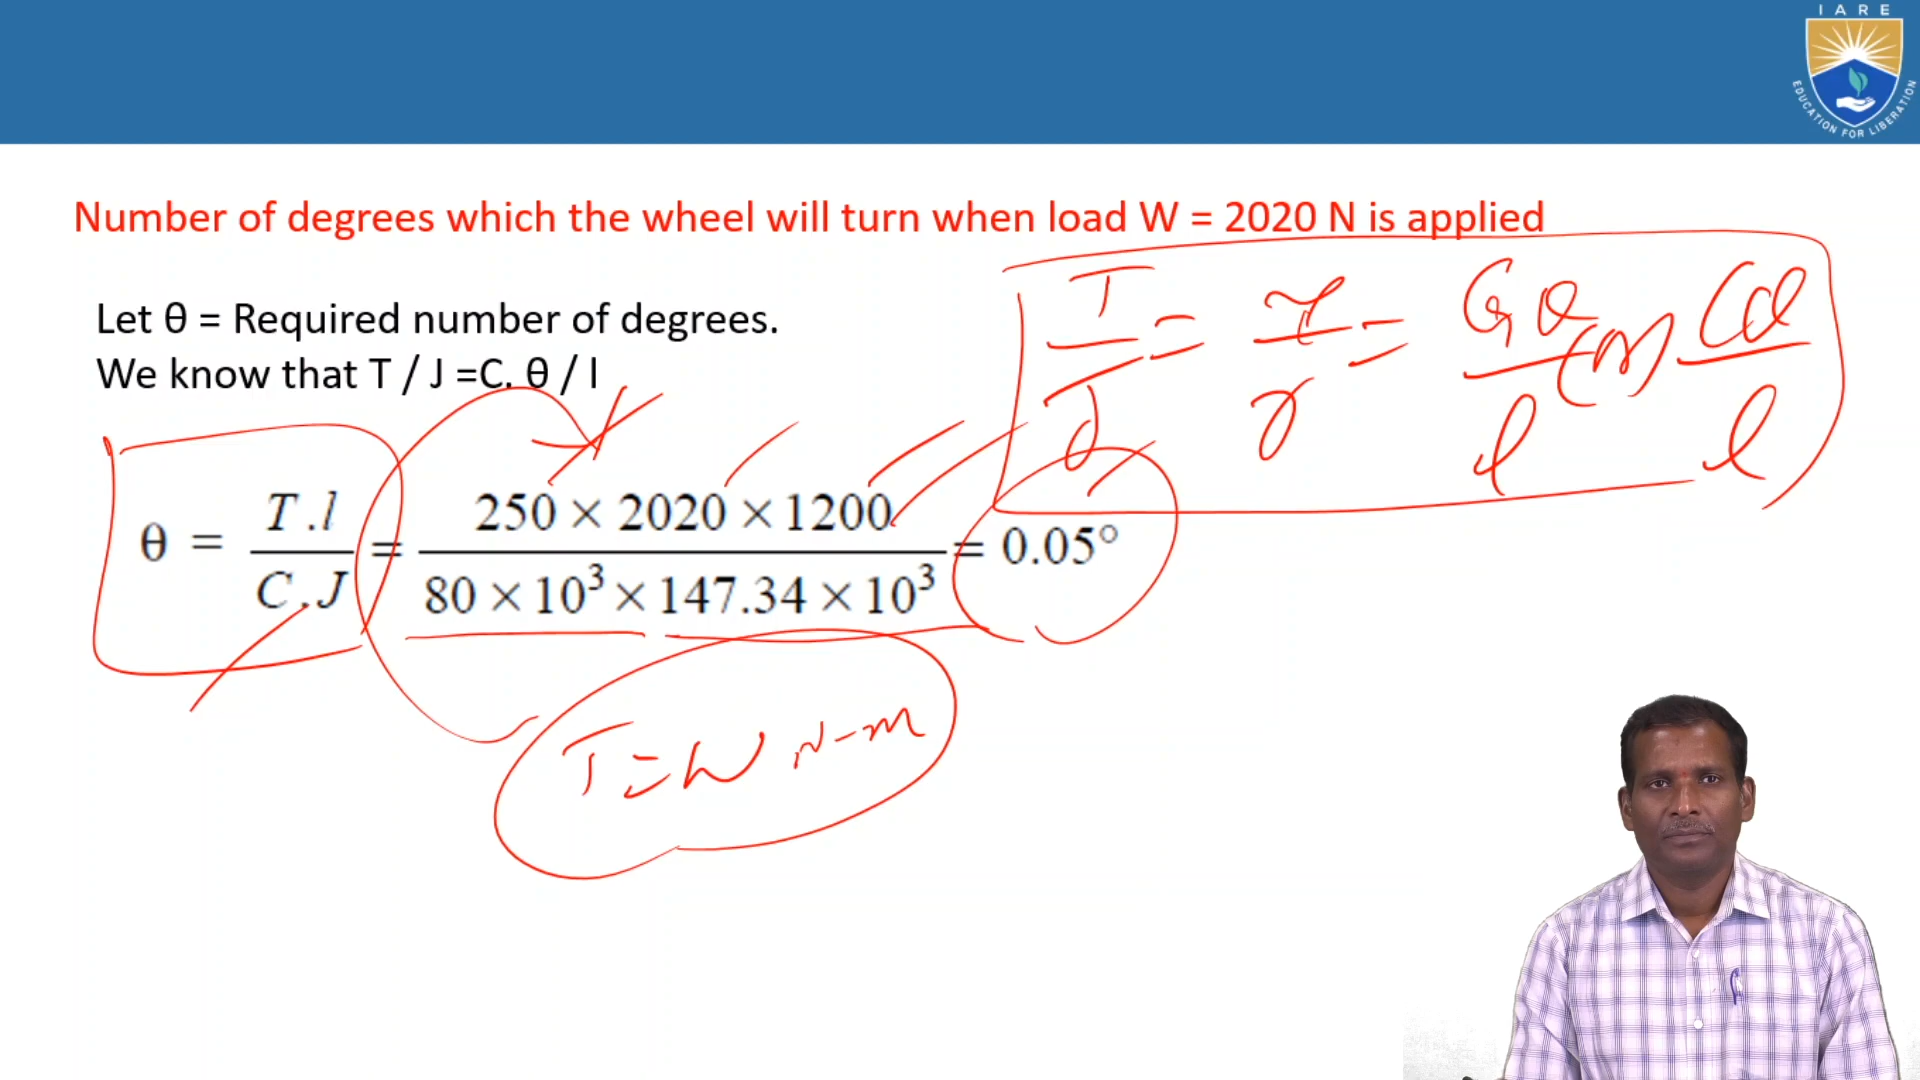 IARE
EDUCATION FOR LIBERATION
Number of degrees which the wheel will turn when load W = 2020 N is applied
Let θ = Required number of degrees.
We know that T / J =C. θ / l
T/J = τ/r = Gθ/l (or) Cθ/l
θ = T.l / C.J = 250 × 2020 × 1200 / 80 × 10³ × 147.34 × 10³ = 0.05°
T = W N-m